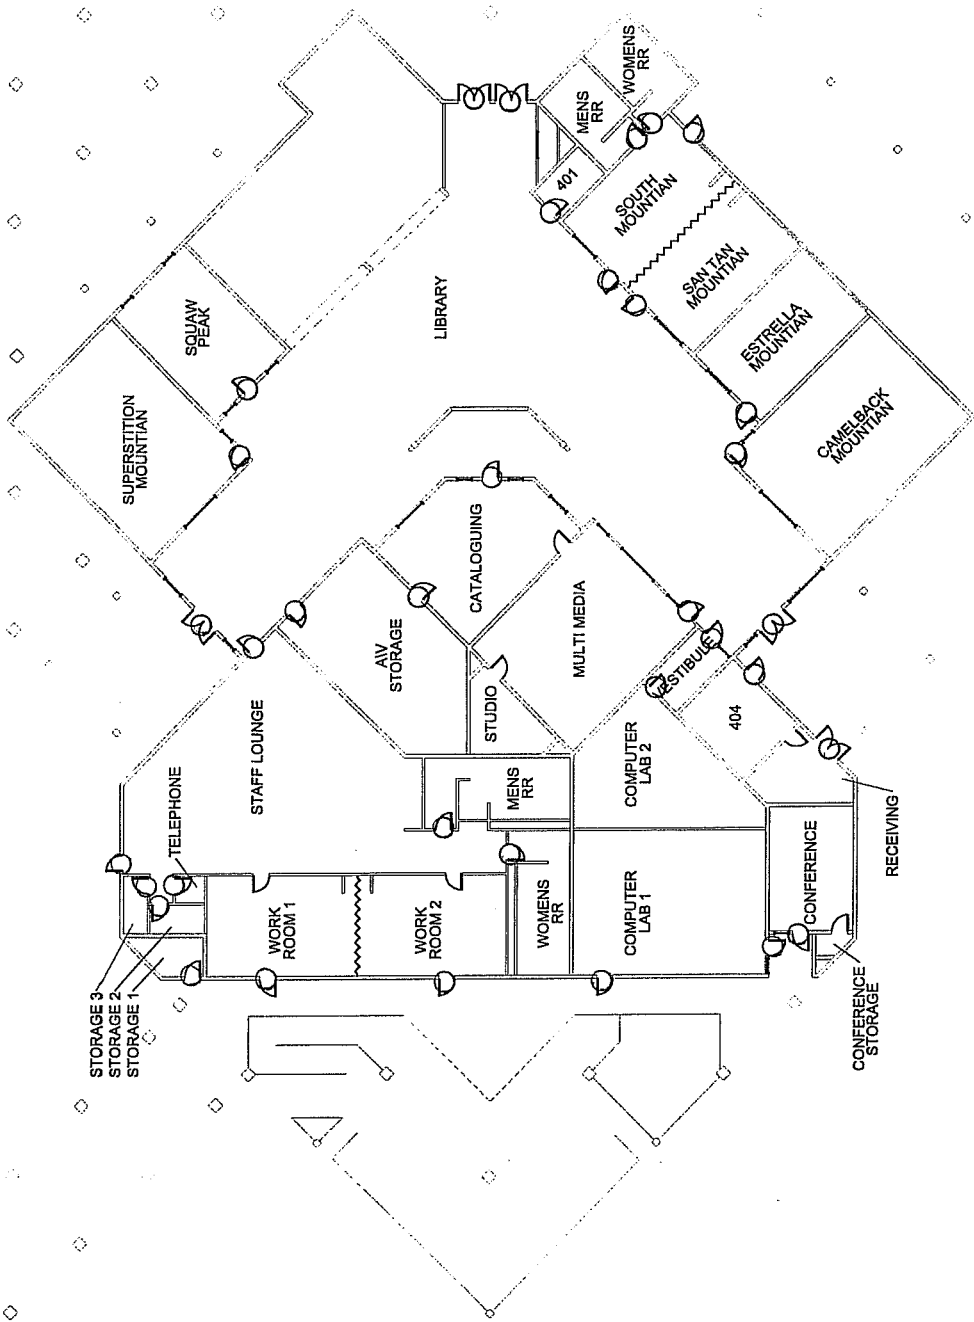 WOMENS
RR
MENS
RR
401
SOUTH
MOUNTIAN
SAN TAN
MOUNTIAN
ESTRELLA
MOUNTIAN
CAMELBACK
MOUNTIAN
LIBRARY
SQUAW
PEAK
SUPERSTITION
MOUNTIAN
CATALOGUING
MULTI MEDIA
A\V
STORAGE
STUDIO
VESTIBULE
404
STAFF LOUNGE
TELEPHONE
MENS
RR
COMPUTER
LAB 2
RECEIVING
CONFERENCE
WORK
ROOM 1
WORK
ROOM 2
WOMENS
RR
COMPUTER
LAB 1
STORAGE 3
STORAGE 2
STORAGE 1
CONFERENCE
STORAGE